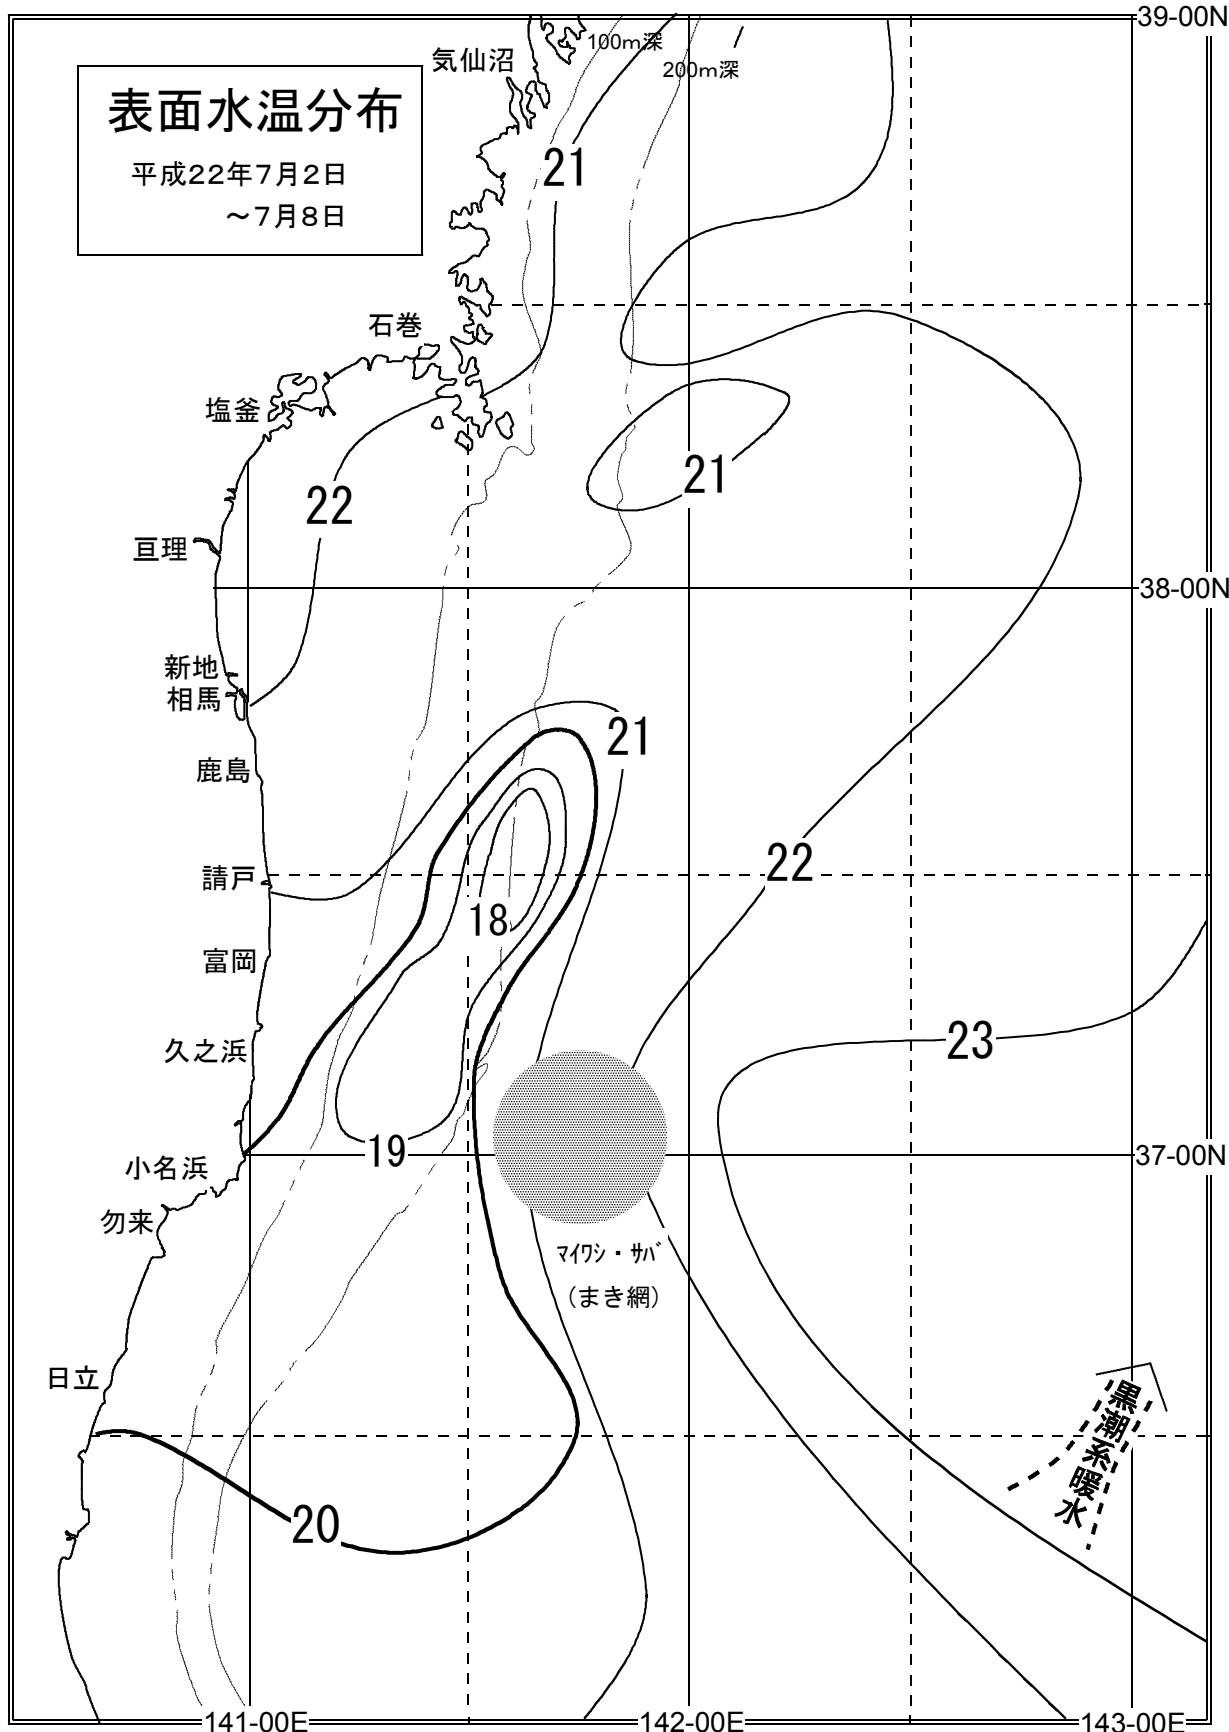 39-00N
100m深
気仙沼
200m深
表面水温分布
平成22年7月2日
～7月8日
21
石巻
塩釜
21
22
亘理
38-00N
新地
相馬
21
鹿島
22
請戸
18
富岡
23
久之浜
19
37-00N
小名浜
勿来
ﾏｲﾜｼ・ｻﾊﾞ
（まき網）
日立
黒潮系暖水
20
141-00E
142-00E
143-00E